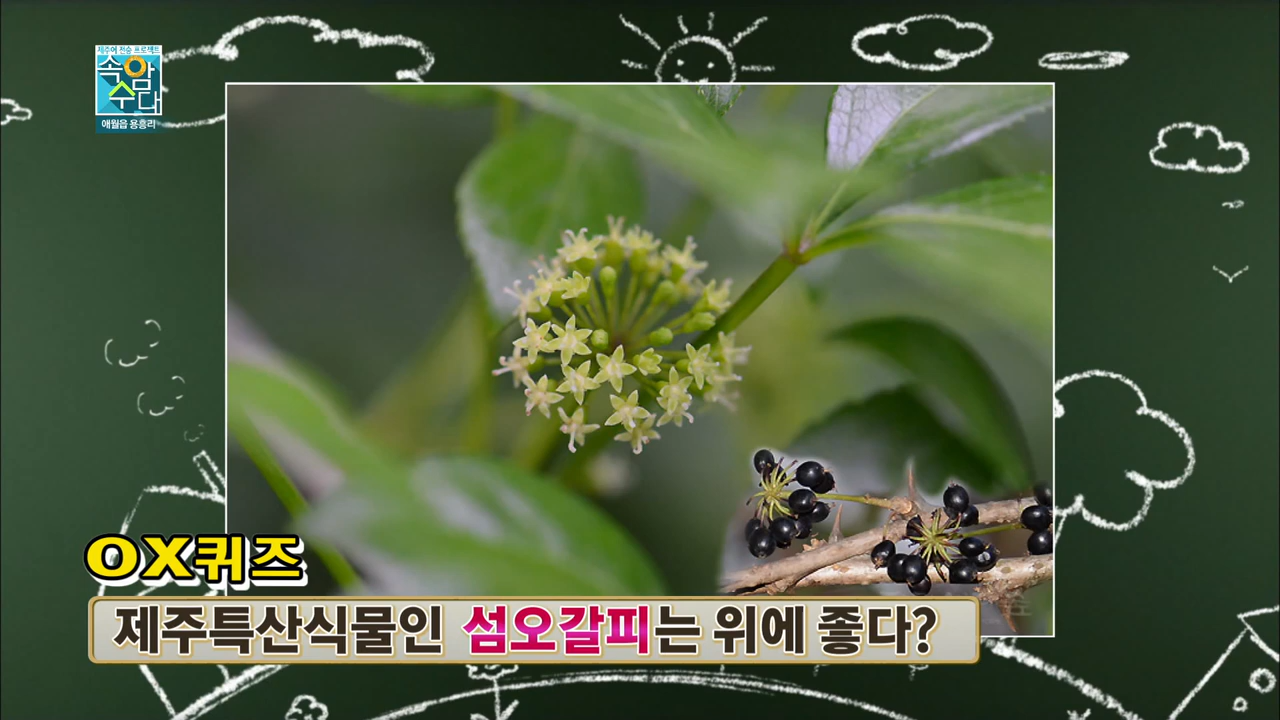 제주어 전승 프로젝트
속암
수다
애월읍 용흥리
OX퀴즈
제주특산식물인 섬오갈피는 위에 좋다?